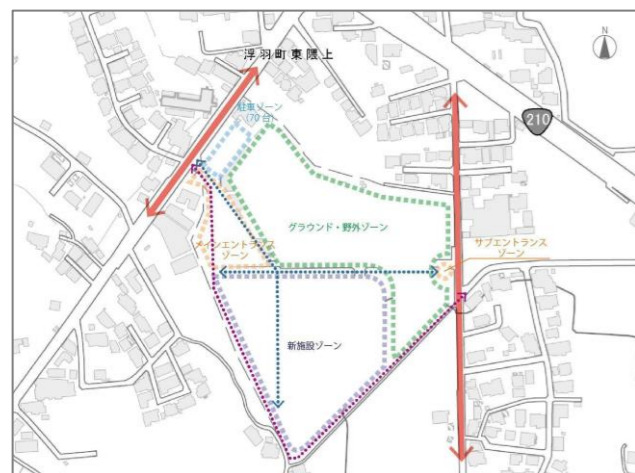 浮羽町東隈上
N
駐車ゾーン
(70台)
210
グラウンド・野外ゾーン
メインエントランス
ゾーン
サブエントランス
ゾーン
新施設ゾーン